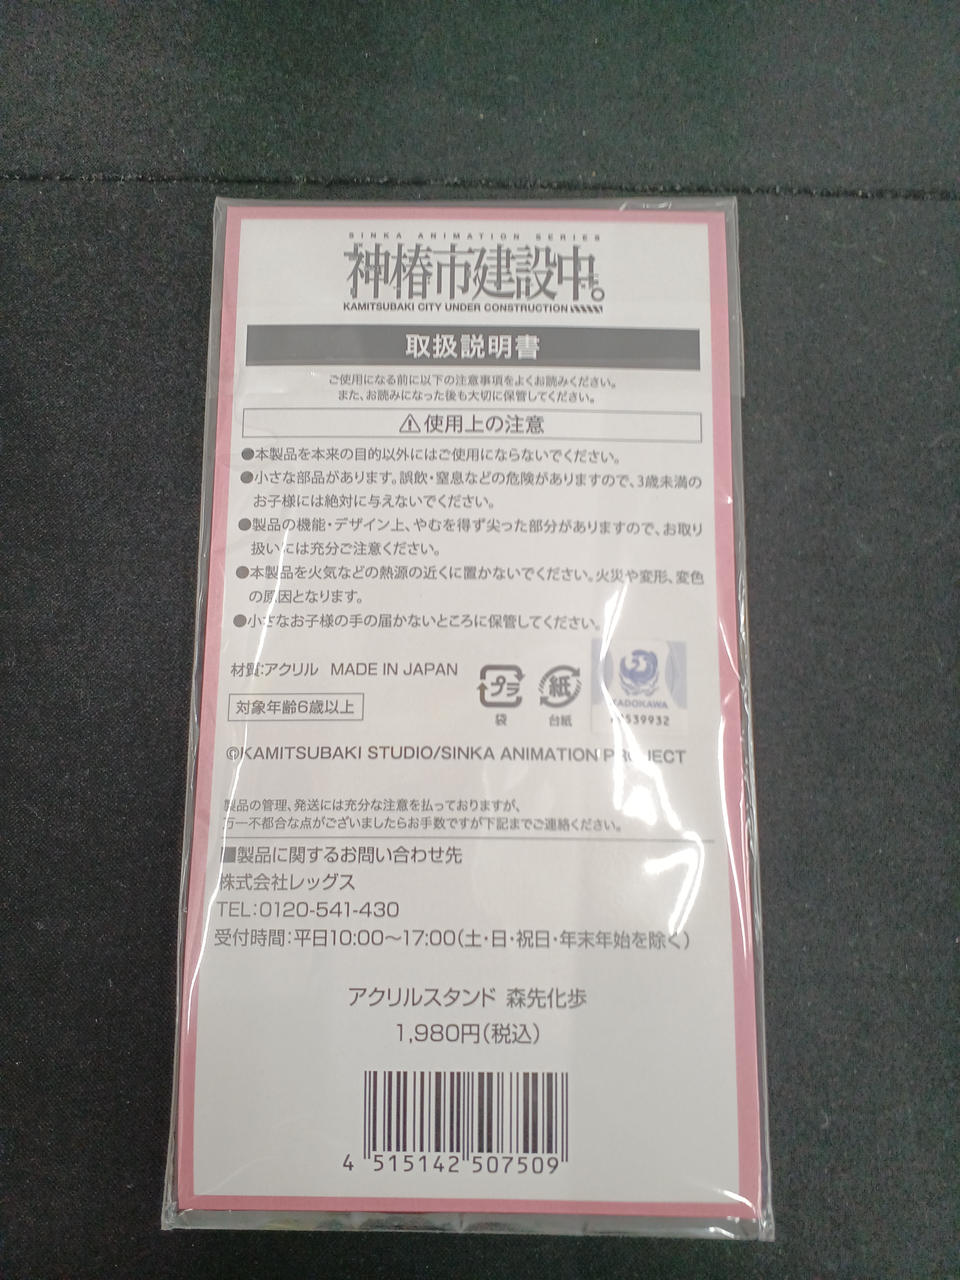 SINKA ANIMATION SERIES
神椿市建設中。
KAMITSUBAKI CITY UNDER CONSTRUCTION
取扱説明書
ご使用になる前に以下の注意事項をよくお読みください。
また、お読みになった後も大切に保管してください。
⚠使用上の注意
●本製品を本来の目的以外にはご使用にならないでください。
●小さな部品があります。誤飲・窒息などの危険がありますので、3歳未満の
お子様には絶対に与えないでください。
●製品の機能・デザイン上、やむを得ず尖った部分がありますので、お取り
扱いには充分ご注意ください。
●本製品を火気などの熱源の近くに置かないでください。火災や変形、変色
の原因となります。
●小さなお子様の手の届かないところに保管してください。
材質:アクリル MADE IN JAPAN
対象年齢6歳以上
プラ
袋
紙
台紙
KADOKAWA
539932
©KAMITSUBAKI STUDIO/SINKA ANIMATION PROJECT
製品の管理、発送には充分な注意を払っておりますが、
万一不都合な点がございましたらお手数ですが下記までご連絡ください。
■製品に関するお問い合わせ先
株式会社レッグス
TEL:0120-541-430
受付時間:平日10:00〜17:00(土・日・祝日・年末年始を除く)
アクリルスタンド 森先化歩
1,980円(税込)
4 515142 507509